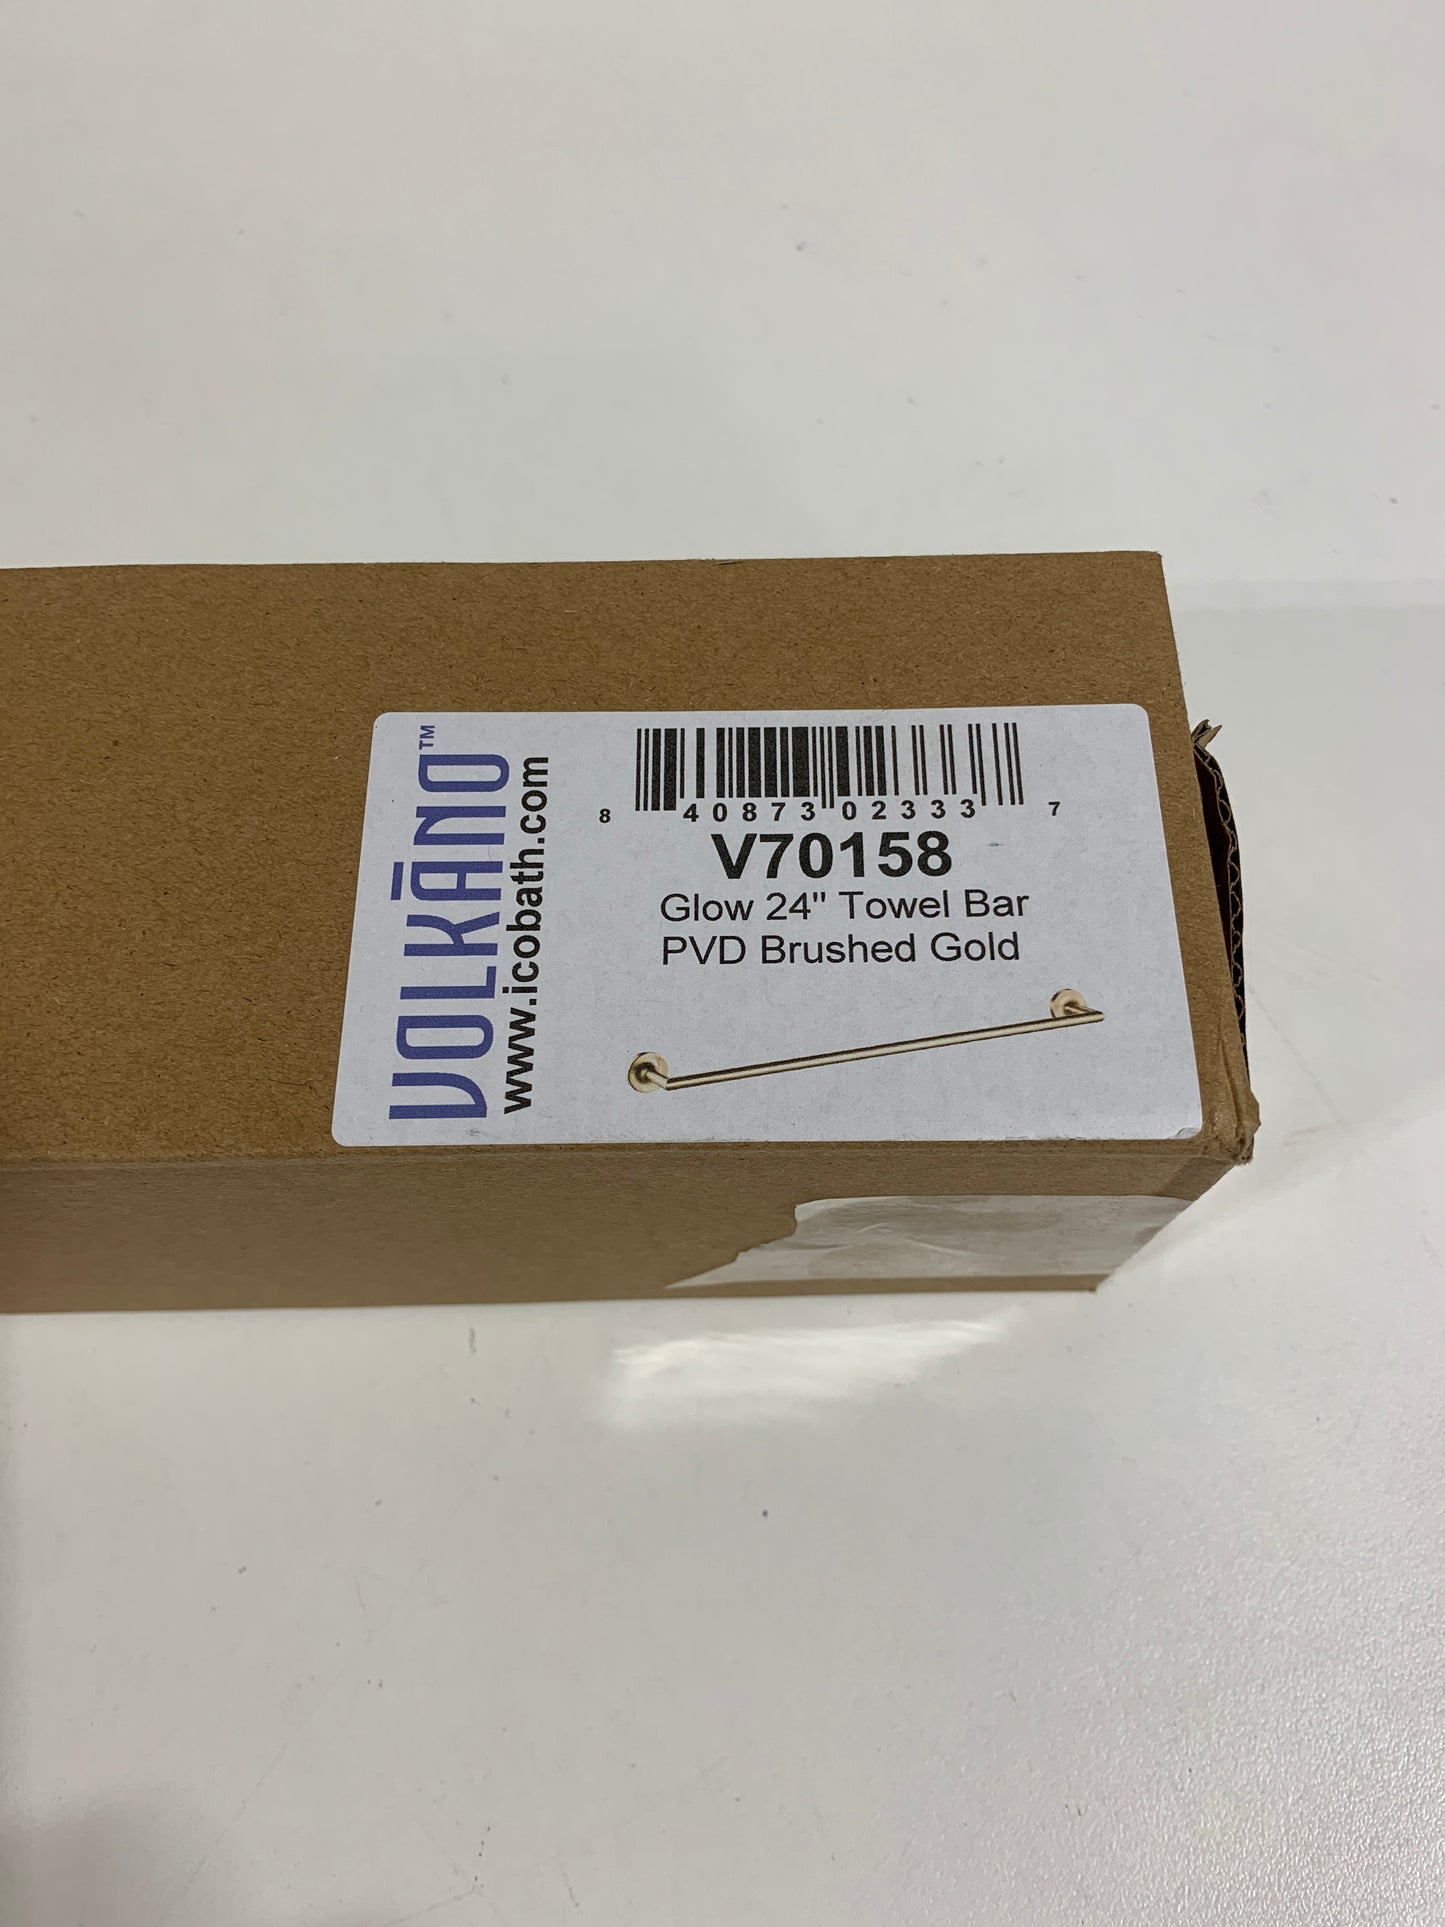 VOLKĀNO™
www.icobath.com
8 40873 02333 7
V70158
Glow 24" Towel Bar
PVD Brushed Gold